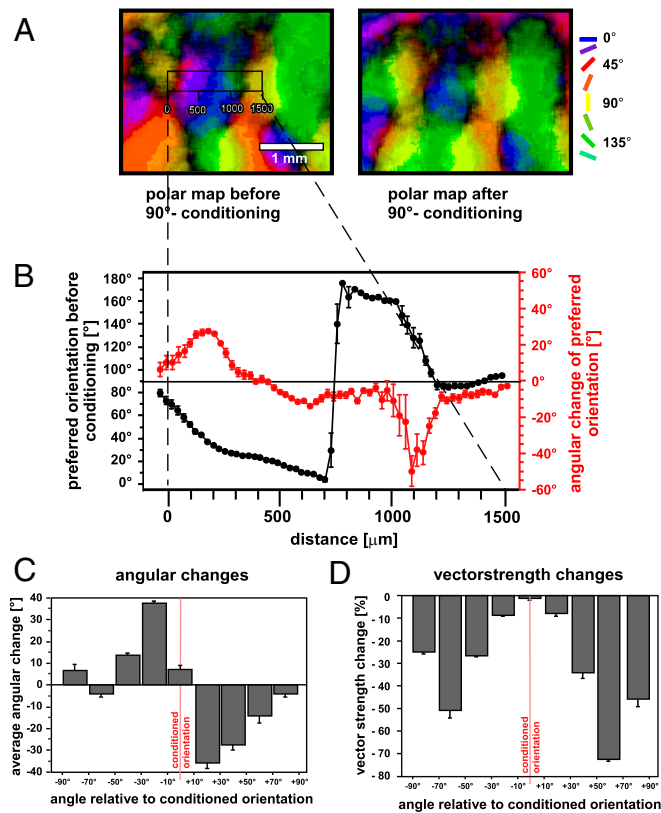 A
0
500
1000
1500
1 mm
0°
45°
90°
135°
polar map before
90°- conditioning
polar map after
90°- conditioning
B
preferred orientation before
conditioning [°]
180°
160°
140°
120°
100°
80°
60°
40°
20°
0°
60°
40°
20°
0°
-20°
-40°
-60°
angular change of preferred
orientation [°]
0
500
1000
1500
distance [µm]
C
angular changes
average angular change [°]
40
30
20
10
0
-10
-20
-30
-40
conditioned
orientation
-90°
-70°
-50°
-30°
-10°
+10°
+30°
+50°
+70°
+90°
angle relative to conditioned orientation
D
vectorstrength changes
vector strength change [%]
0
- 10
- 20
- 30
- 40
- 50
- 60
- 70
- 80
conditioned
orientation
-90°
-70°
-50°
-30°
-10°
+10°
+30°
+50°
+70°
+90°
angle relative to conditioned orientation